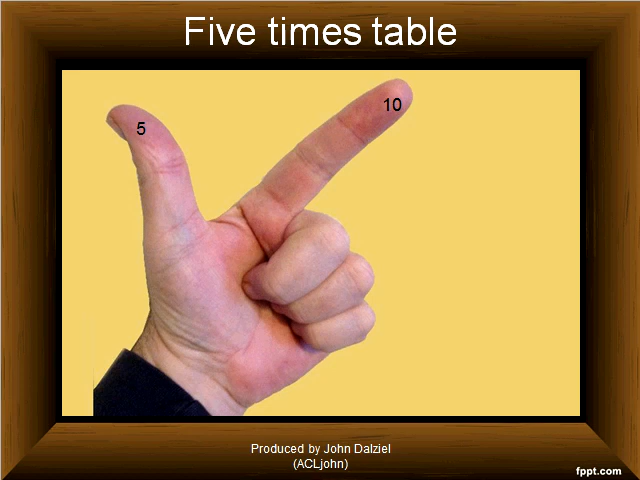 Five times table
5
10
Produced by John Dalziel
(ACLjohn)
fppt.com